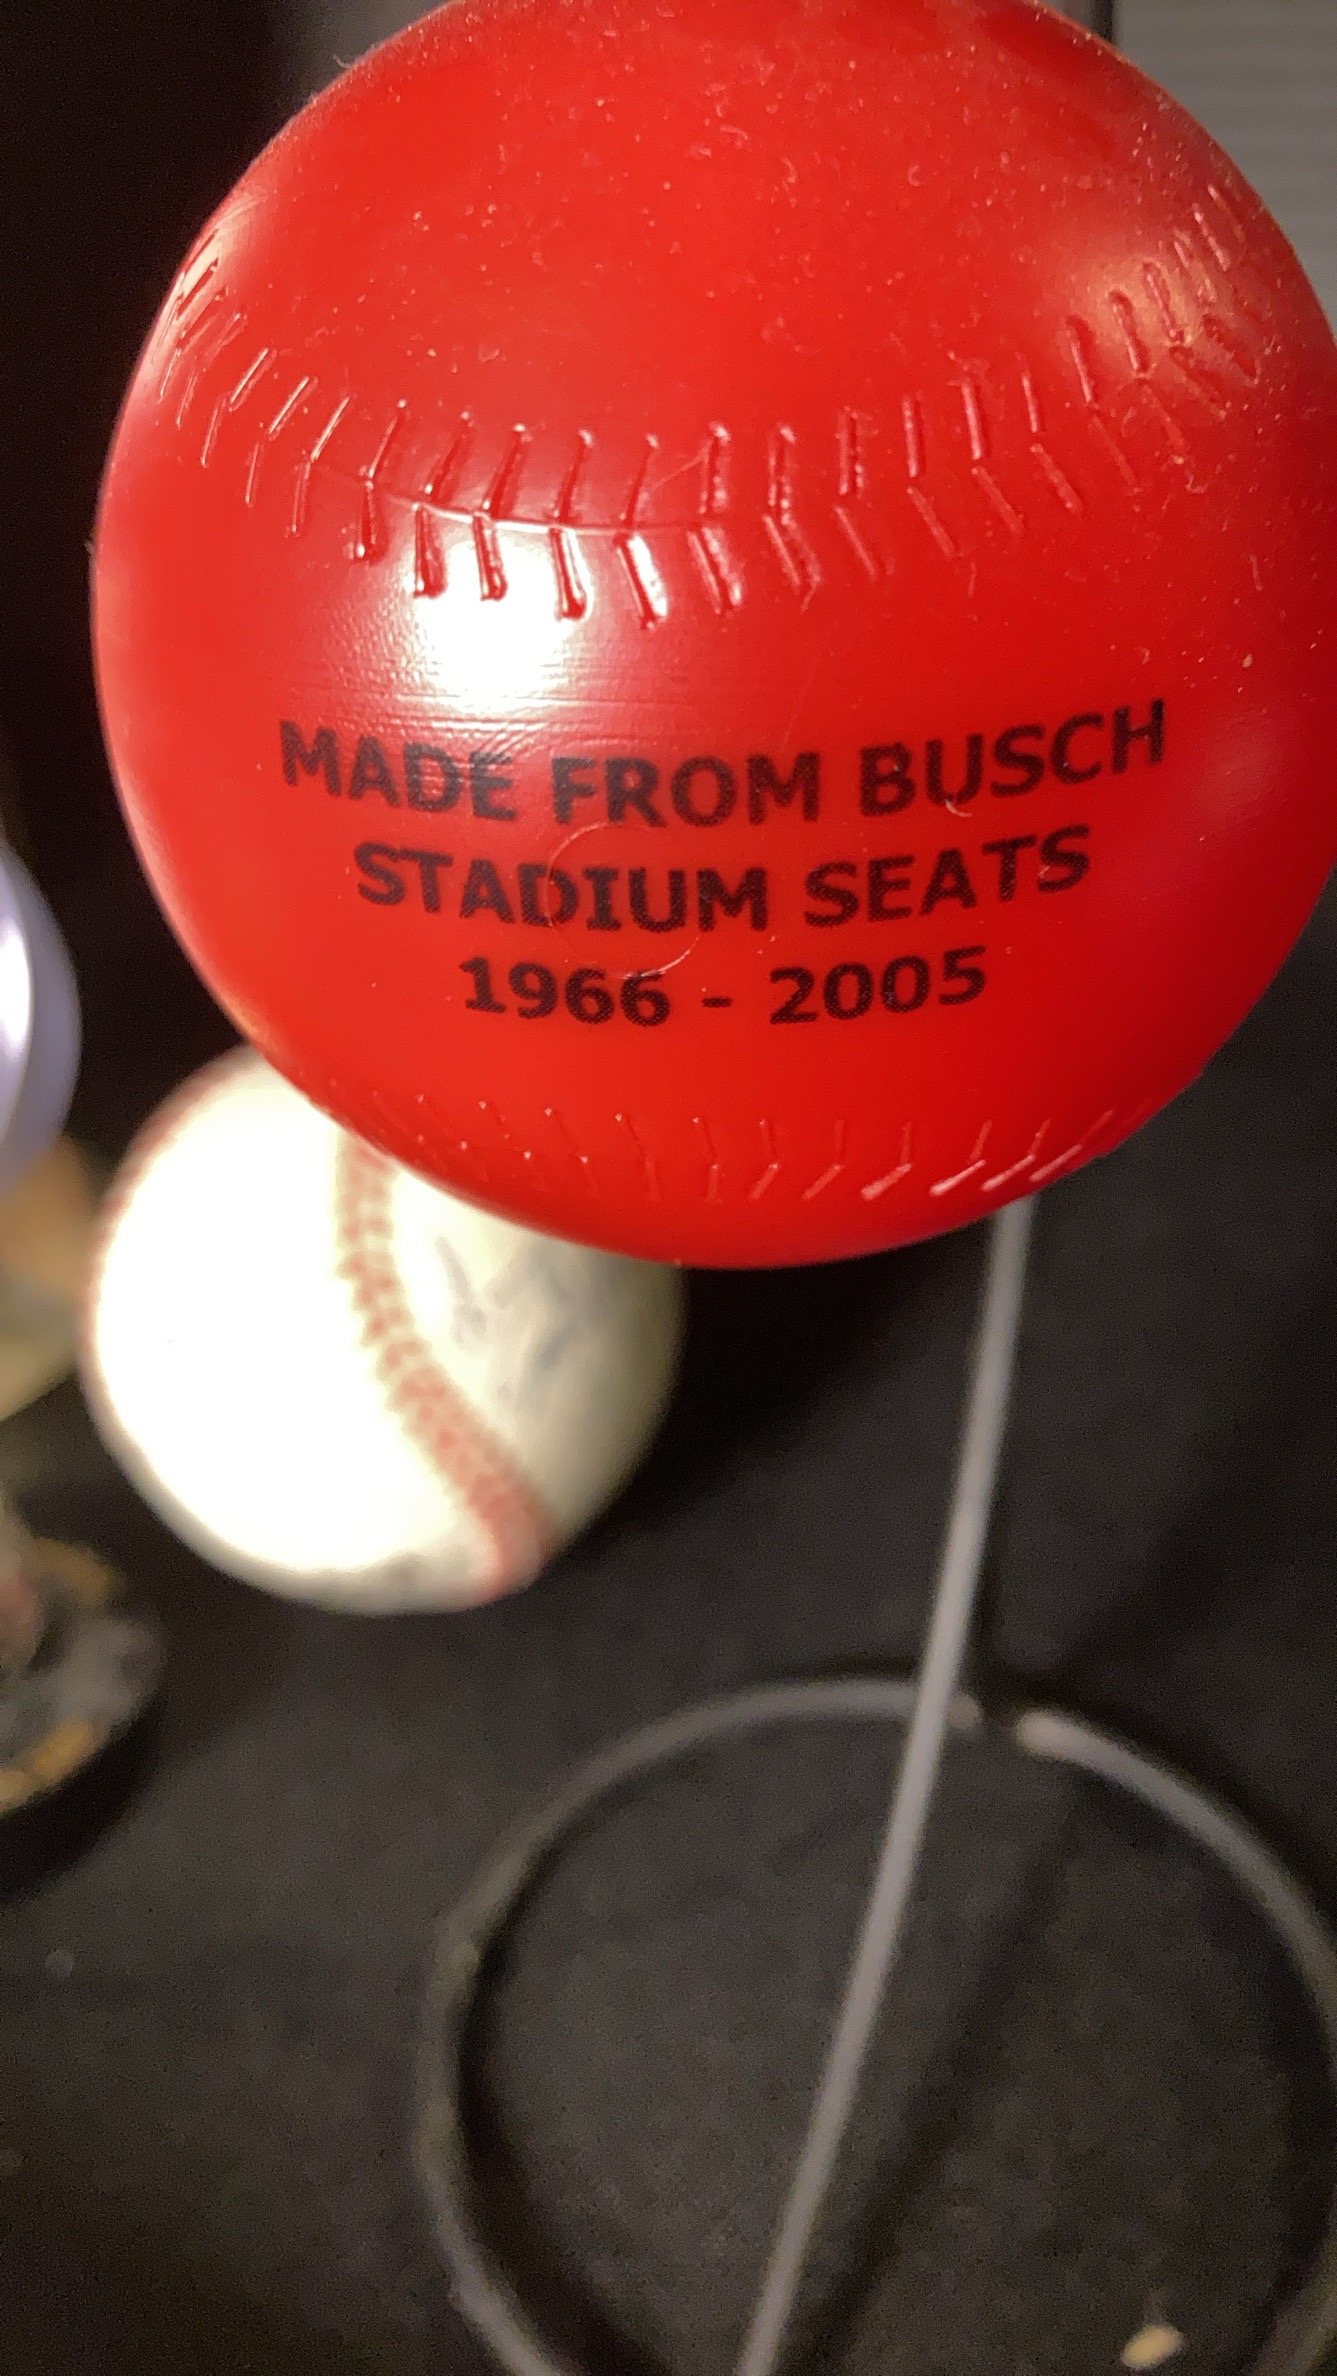 MADE FROM BUSCH
STADIUM SEATS
1966 - 2005